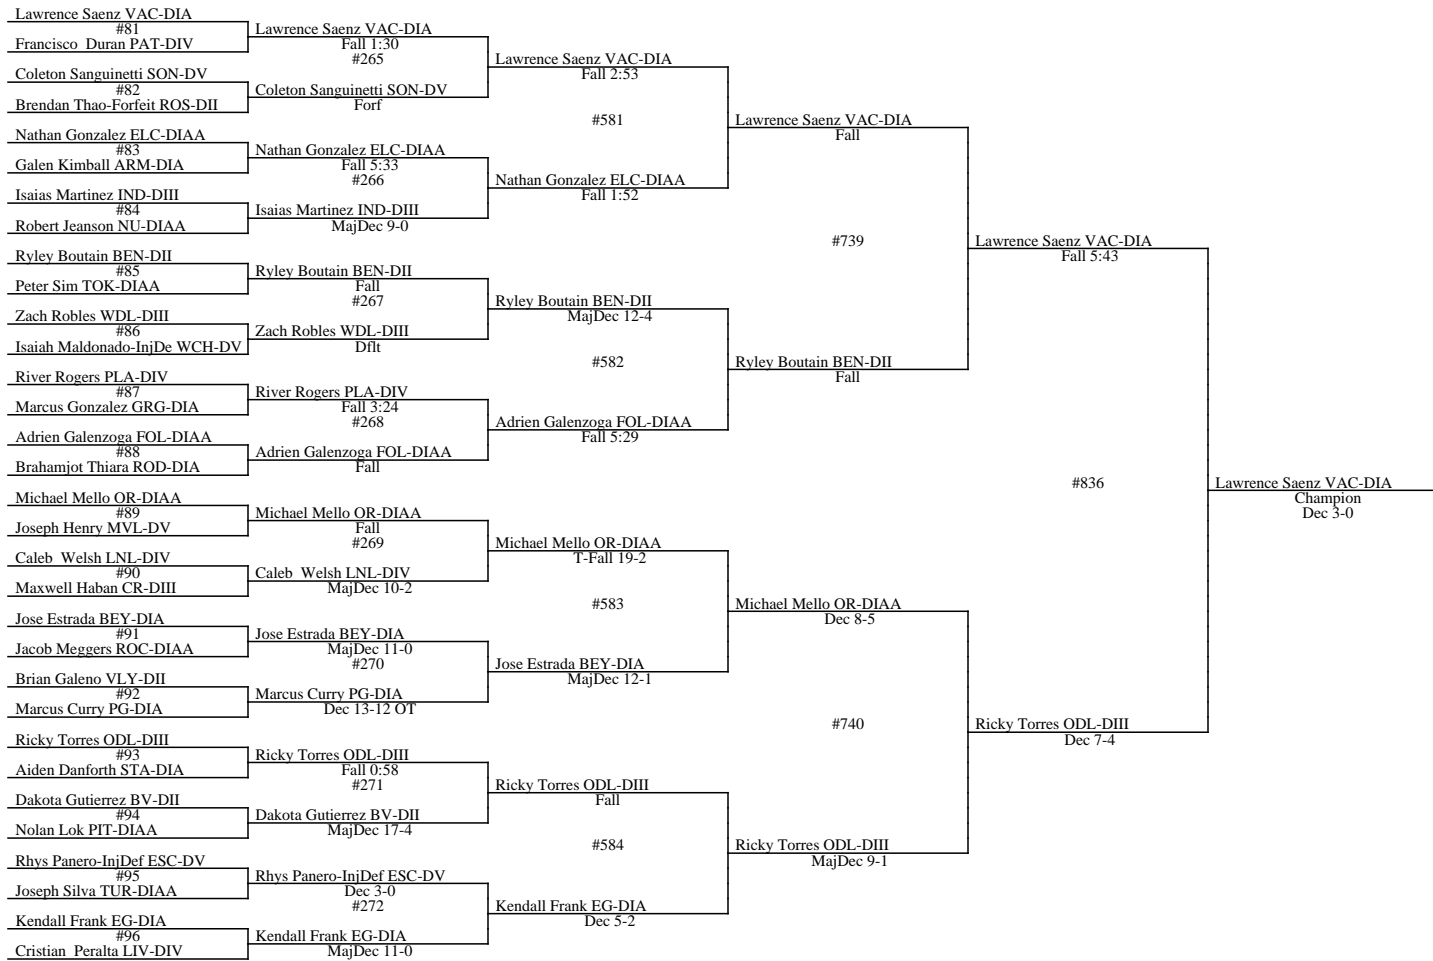 Lawrence Saenz VAC-DIA
#81
Francisco  Duran PAT-DIV
Coleton Sanguinetti SON-DV
#82
Brendan Thao-Forfeit ROS-DII
Nathan Gonzalez ELC-DIAA
#83
Galen Kimball ARM-DIA
Isaias Martinez IND-DIII
#84
Robert Jeanson NU-DIAA
Ryley Boutain BEN-DII
#85
Peter Sim TOK-DIAA
Zach Robles WDL-DIII
#86
Isaiah Maldonado-InjDe WCH-DV
River Rogers PLA-DIV
#87
Marcus Gonzalez GRG-DIA
Adrien Galenzoga FOL-DIAA
#88
Brahamjot Thiara ROD-DIA
Michael Mello OR-DIAA
#89
Joseph Henry MVL-DV
Caleb  Welsh LNL-DIV
#90
Maxwell Haban CR-DIII
Jose Estrada BEY-DIA
#91
Jacob Meggers ROC-DIAA
Brian Galeno VLY-DII
#92
Marcus Curry PG-DIA
Ricky Torres ODL-DIII
#93
Aiden Danforth STA-DIA
Dakota Gutierrez BV-DII
#94
Nolan Lok PIT-DIAA
Rhys Panero-InjDef ESC-DV
#95
Joseph Silva TUR-DIAA
Kendall Frank EG-DIA
#96
Cristian  Peralta LIV-DIV
Lawrence Saenz VAC-DIA
Fall 1:30
#265
Coleton Sanguinetti SON-DV
Forf
Nathan Gonzalez ELC-DIAA
Fall 5:33
#266
Isaias Martinez IND-DIII
MajDec 9-0
Ryley Boutain BEN-DII
Fall
#267
Zach Robles WDL-DIII
Dflt
River Rogers PLA-DIV
Fall 3:24
#268
Adrien Galenzoga FOL-DIAA
Fall
Michael Mello OR-DIAA
Fall
#269
Caleb  Welsh LNL-DIV
MajDec 10-2
Jose Estrada BEY-DIA
MajDec 11-0
#270
Marcus Curry PG-DIA
Dec 13-12 OT
Ricky Torres ODL-DIII
Fall 0:58
#271
Dakota Gutierrez BV-DII
MajDec 17-4
Rhys Panero-InjDef ESC-DV
Dec 3-0
#272
Kendall Frank EG-DIA
MajDec 11-0
Lawrence Saenz VAC-DIA
Fall 2:53
#581
Nathan Gonzalez ELC-DIAA
Fall 1:52
Ryley Boutain BEN-DII
MajDec 12-4
#582
Adrien Galenzoga FOL-DIAA
Fall 5:29
Michael Mello OR-DIAA
T-Fall 19-2
#583
Jose Estrada BEY-DIA
MajDec 12-1
Ricky Torres ODL-DIII
Fall
#584
Kendall Frank EG-DIA
Dec 5-2
Lawrence Saenz VAC-DIA
Fall
#739
Ryley Boutain BEN-DII
Fall
Michael Mello OR-DIAA
Dec 8-5
#740
Ricky Torres ODL-DIII
MajDec 9-1
Lawrence Saenz VAC-DIA
Fall 5:43
#836
Ricky Torres ODL-DIII
Dec 7-4
Lawrence Saenz VAC-DIA
Champion
Dec 3-0